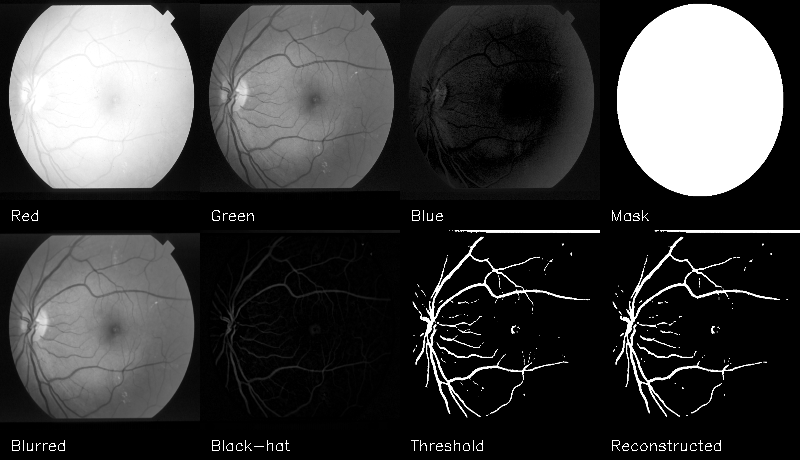 Red
Green
Blue
Mask
Blurred
Black-hat
Threshold
Reconstructed